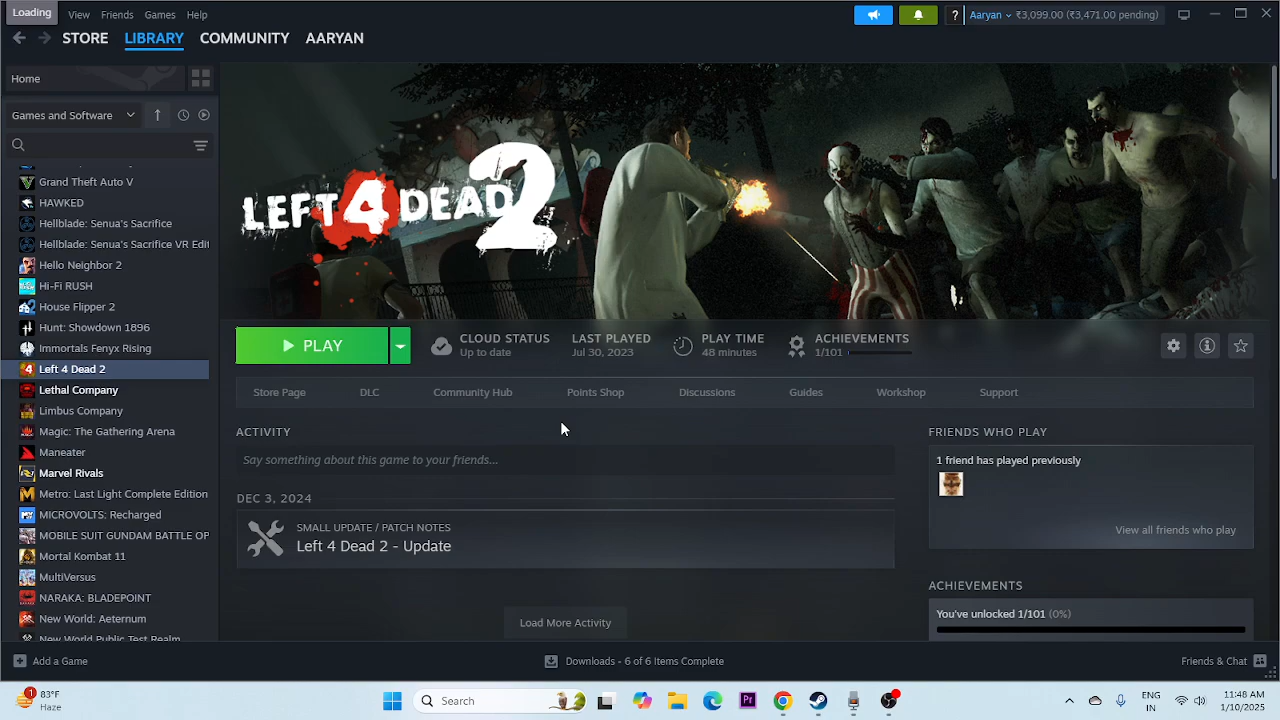 Loading View Friends Games Help
? Aaryan ₹3,099.00 (₹3,471.00 pending)
STORE LIBRARY COMMUNITY AARYAN
Home
Games and Software
Grand Theft Auto V
HAWKED
Hellblade: Senua's Sacrifice
Hellblade: Senua's Sacrifice VR Edit
Hello Neighbor 2
Hi-Fi RUSH
House Flipper 2
Hunt: Showdown 1896
Immortals Fenyx Rising
Left 4 Dead 2
Lethal Company
Limbus Company
Magic: The Gathering Arena
Maneater
Marvel Rivals
Metro: Last Light Complete Edition
MICROVOLTS: Recharged
MOBILE SUIT GUNDAM BATTLE OP
Mortal Kombat 11
MultiVersus
NARAKA: BLADEPOINT
New World: Aeternum
New World Public Test Realm
LEFT 4 DEAD 2
PLAY
CLOUD STATUS
Up to date
LAST PLAYED
Jul 30, 2023
PLAY TIME
48 minutes
ACHIEVEMENTS
1/101
Store Page DLC Community Hub Points Shop Discussions Guides Workshop Support
ACTIVITY
Say something about this game to your friends...
DEC 3, 2024
SMALL UPDATE / PATCH NOTES
Left 4 Dead 2 - Update
Load More Activity
FRIENDS WHO PLAY
1 friend has played previously
View all friends who play
ACHIEVEMENTS
You've unlocked 1/101 (0%)
Add a Game
Downloads - 6 of 6 Items Complete
Friends & Chat
1
83°F
Haze
Search
Pr
ENG
IN
11:48 AM
1/10/2025